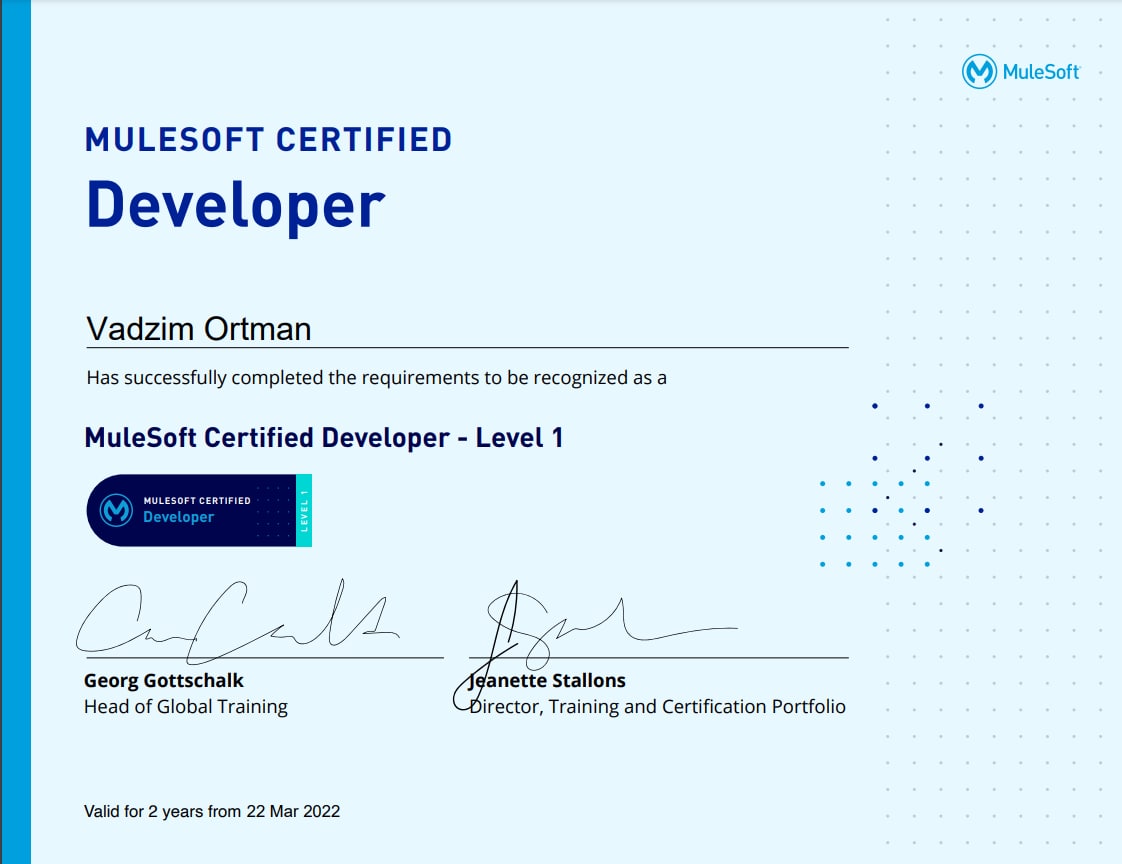 MuleSoft
MULESOFT CERTIFIED
Developer
Vadzim Ortman
Has successfully completed the requirements to be recognized as a
MuleSoft Certified Developer - Level 1
MULESOFT CERTIFIED
Developer
LEVEL 1
Georg Gottschalk
Head of Global Training
Jeanette Stallons
Director, Training and Certification Portfolio
Valid for 2 years from 22 Mar 2022